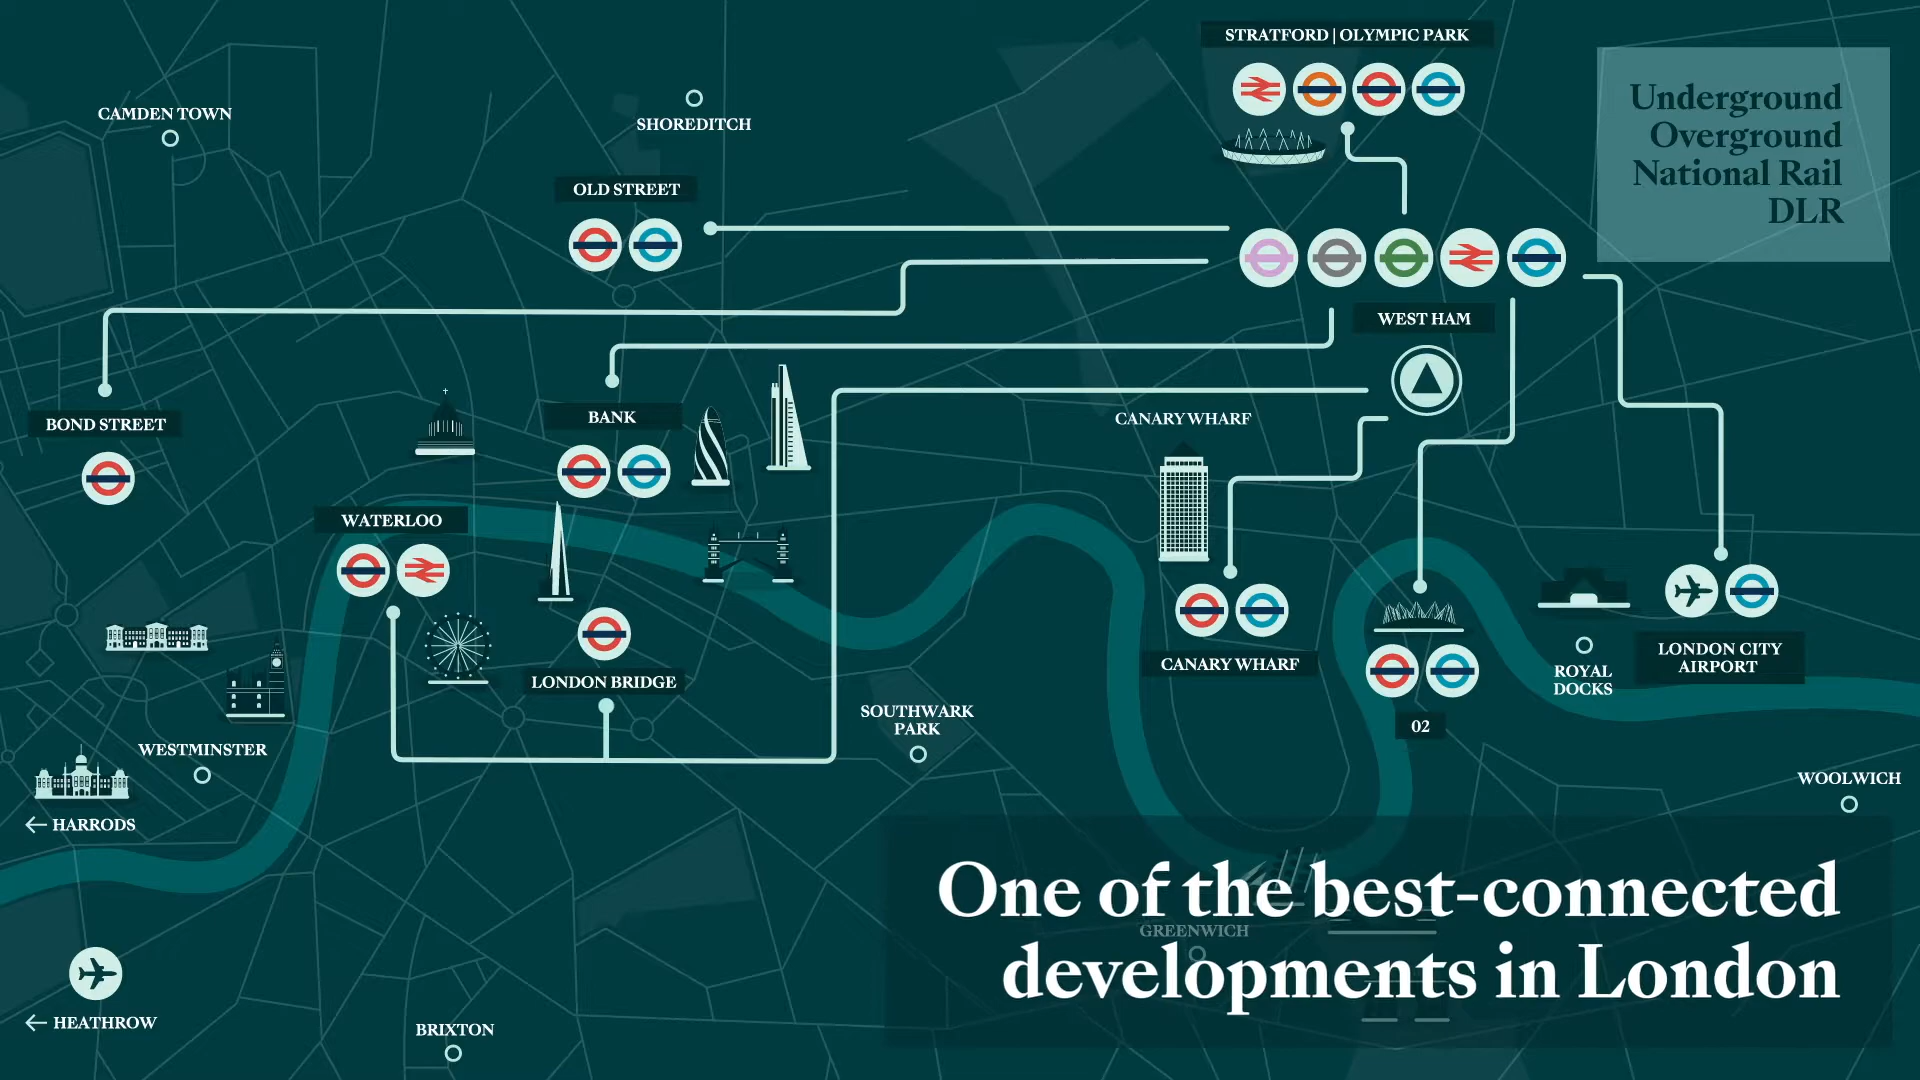 STRATFORD | OLYMPIC PARK
Underground
Overground
National Rail
DLR
CAMDEN TOWN
SHOREDITCH
OLD STREET
WEST HAM
BOND STREET
BANK
CANARY WHARF
WATERLOO
LONDON BRIDGE
CANARY WHARF
02
ROYAL
DOCKS
LONDON CITY
AIRPORT
SOUTHWARK
PARK
WESTMINSTER
WOOLWICH
← HARRODS
One of the best-connected
GREENWICH
developments in London
← HEATHROW
BRIXTON